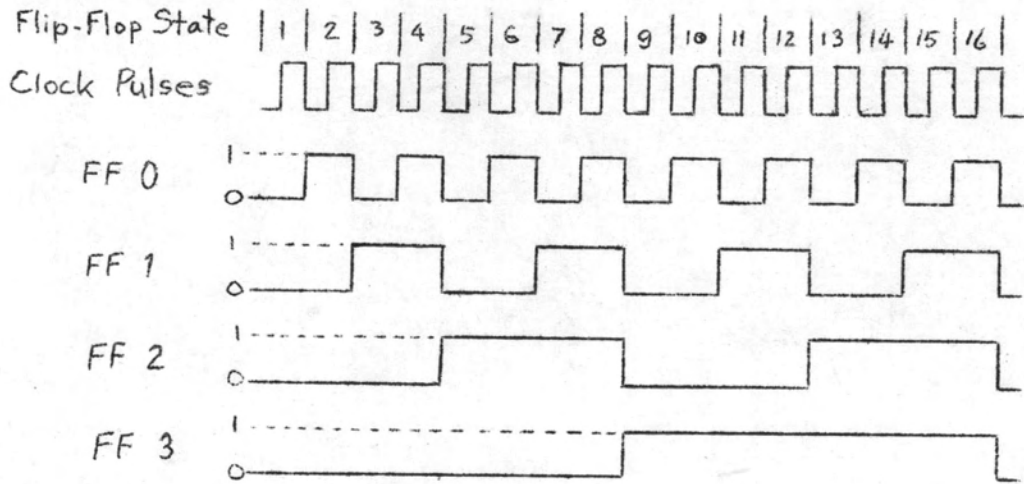 Flip-Flop State | 1 | 2 | 3 | 4 | 5 | 6 | 7 | 8 | 9 | 10 | 11 | 12 | 13 | 14 | 15 | 16 |
Clock Pulses
1
FF 0
0
1
FF 1
0
1
FF 2
0
1
FF 3
0